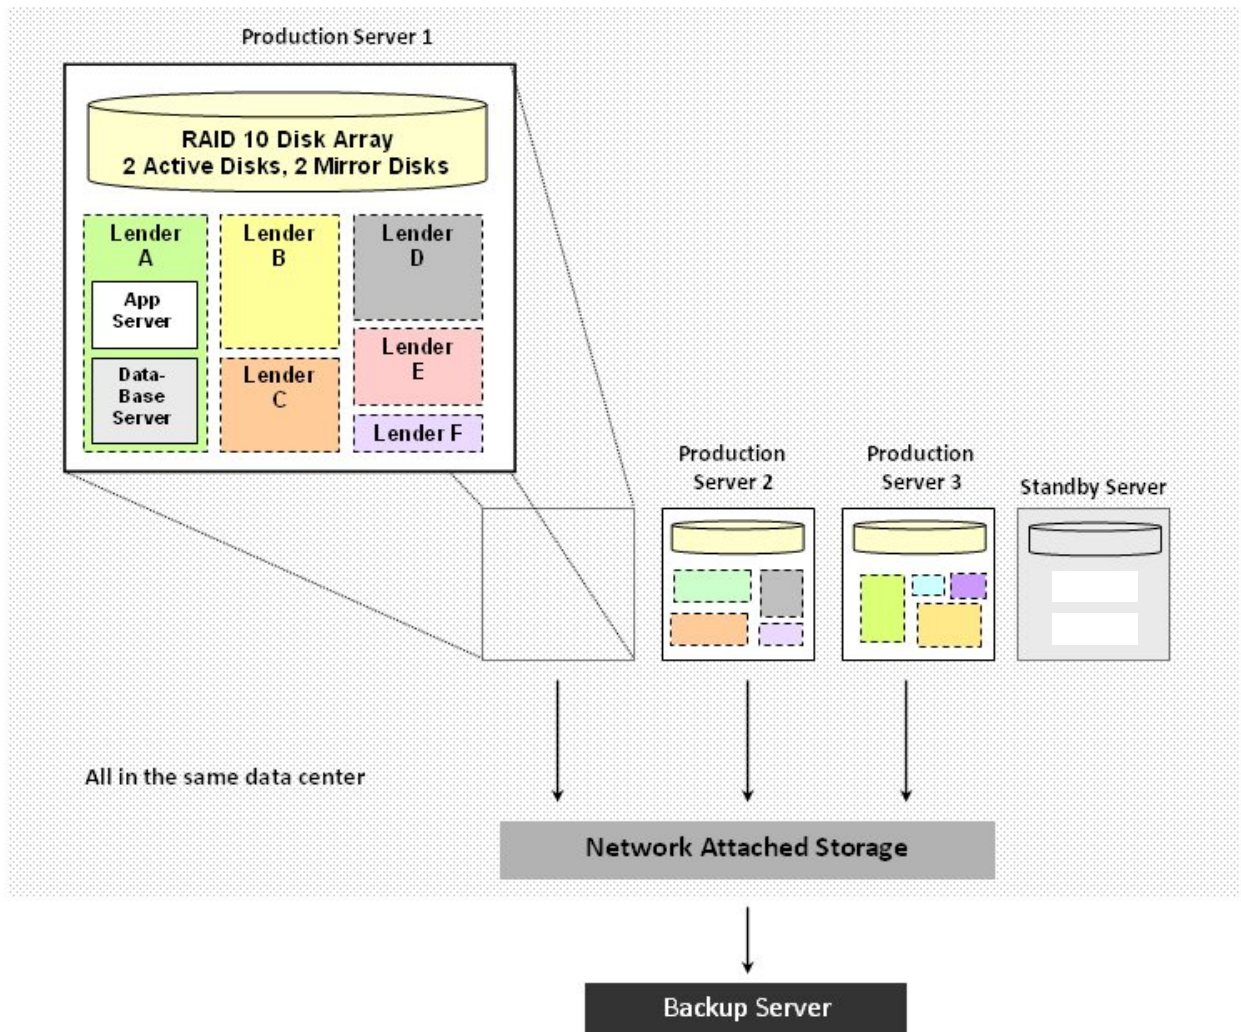 Production Server 1
RAID 10 Disk Array
2 Active Disks, 2 Mirror Disks
Lender
A
App
Server
Data-
Base
Server
Lender
B
Lender
C
Lender
D
Lender
E
Lender F
Production
Server 2
Production
Server 3
Standby Server
All in the same data center
Network Attached Storage
Backup Server